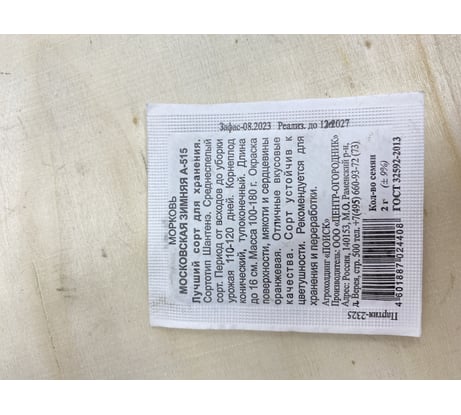 МОРКОВЬ
МОСКОВСКАЯ ЗИМНЯЯ А-515
Лучший сорт для хранения.
Сортотип Шантенэ. Среднеспелый
сорт. Период от всходов до уборки
урожая 110-120 дней. Корнеплод
конический, тупоконечный. Длина
до 16 см. Масса 100-180 г. Окраска
поверхности, мякоти и сердцевины
оранжевая. Отличные вкусовые
качества. Сорт устойчив к
цветушности. Рекомендуется для
хранения и переработки.
Агрохолдинг «ПОИСК»
Производитель: ООО «ЦЕНТР-ОГОРОДНИК»
Адрес: Россия, 140153, М.О, Раменский р-н,
д. Верея, стр. 500 тел. +7(495) 660-93-72 (73)
Кол-во семян
2 г (± 9%)
ГОСТ 32592-2013
4 601887 024408
Партия-2325
Зафас-08.2023 Реализ. до 12.2027